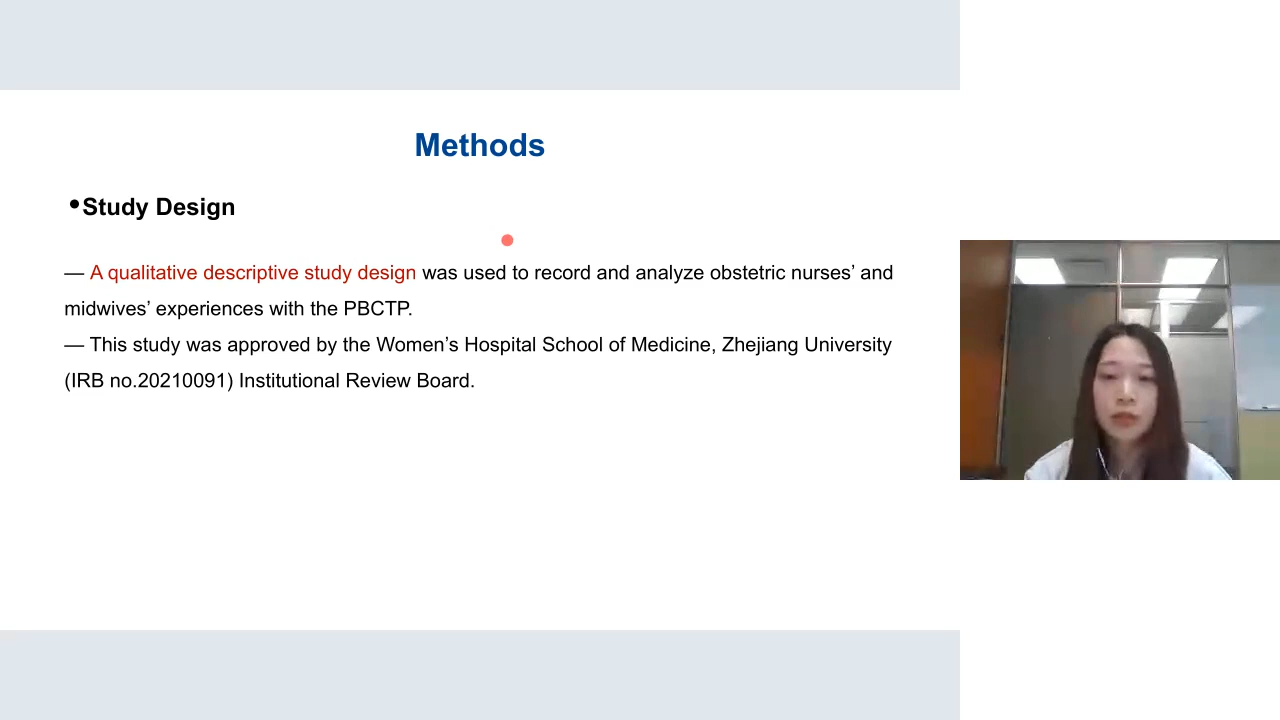 Methods
•Study Design
— A qualitative descriptive study design was used to record and analyze obstetric nurses’ and
midwives’ experiences with the PBCTP.
— This study was approved by the Women’s Hospital School of Medicine, Zhejiang University
(IRB no.20210091) Institutional Review Board.